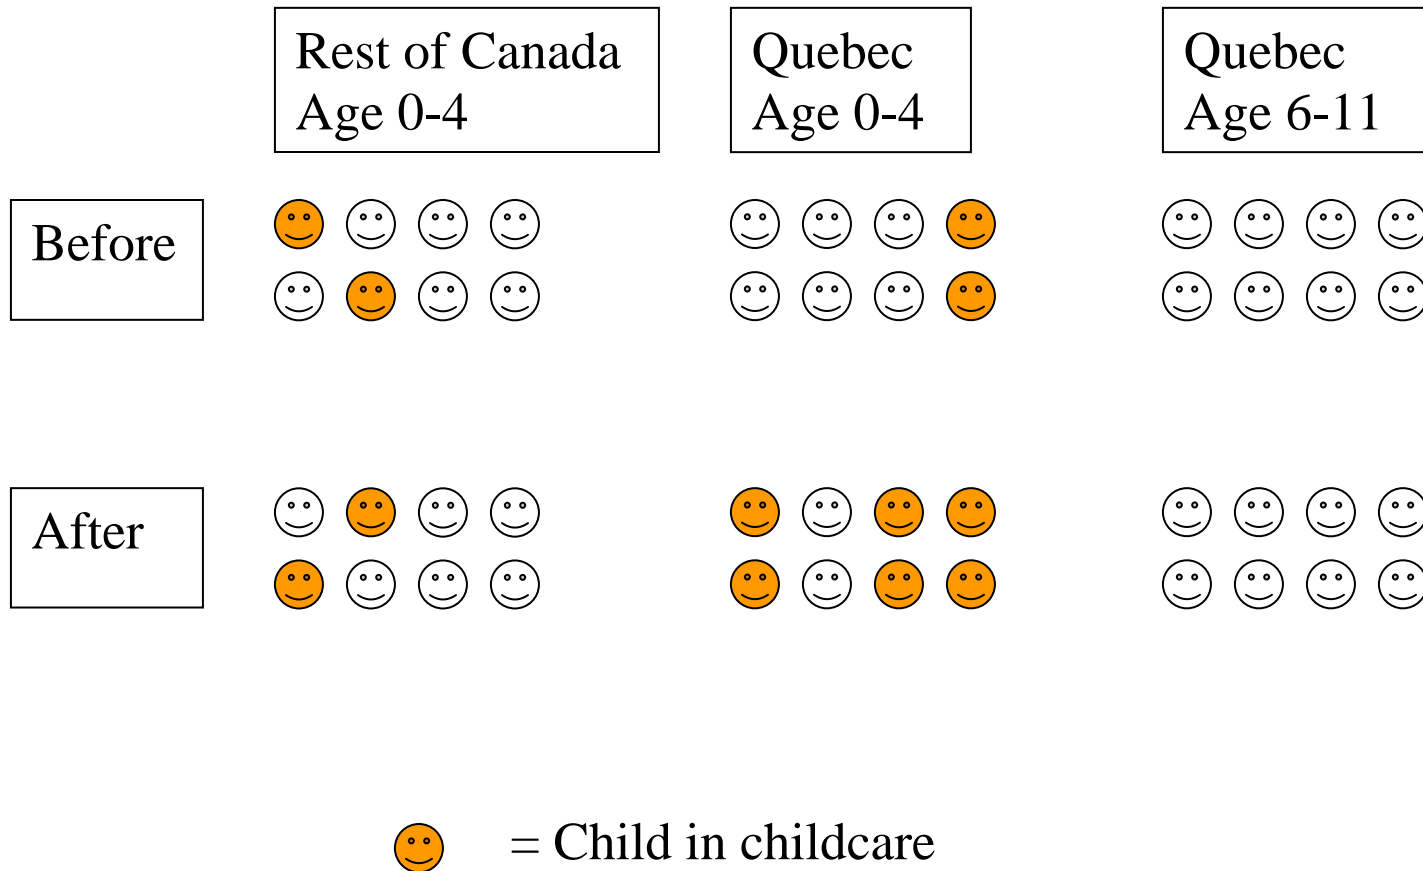 Rest of Canada
Age 0-4
Quebec
Age 0-4
Quebec
Age 6-11
Before
After
= Child in childcare